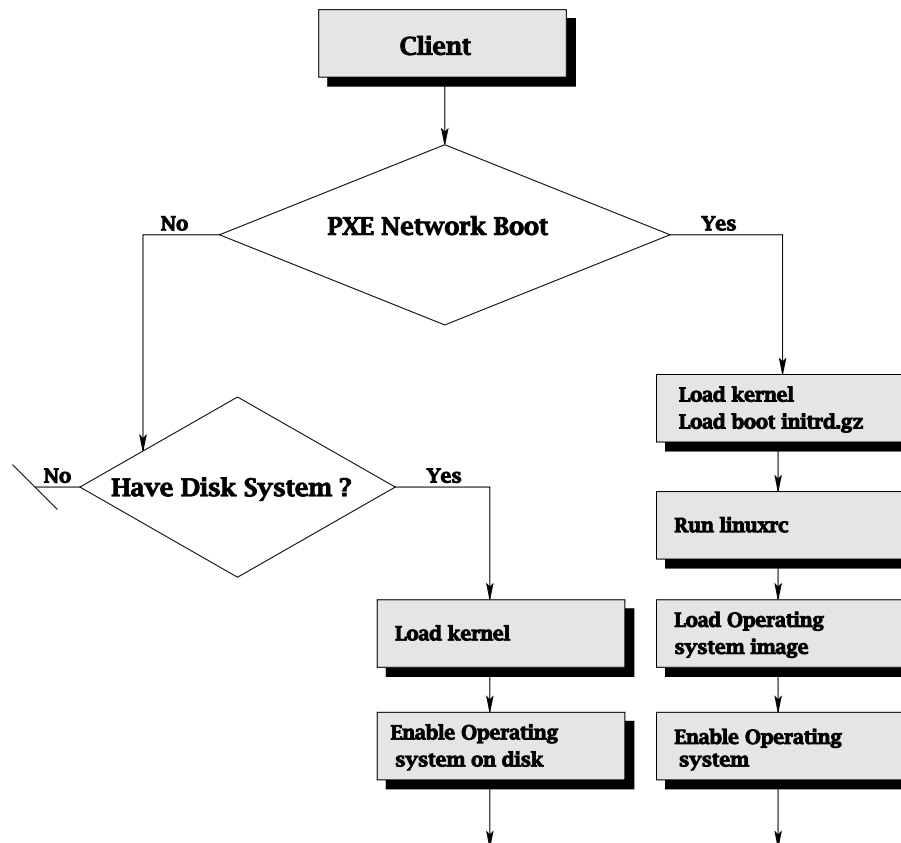 Client
PXE Network Boot
No
Yes
Load kernel
Load boot initrd.gz
No
Have Disk System ?
Yes
Run linuxrc
Load kernel
Load Operating
system image
Enable Operating
system on disk
Enable Operating
system